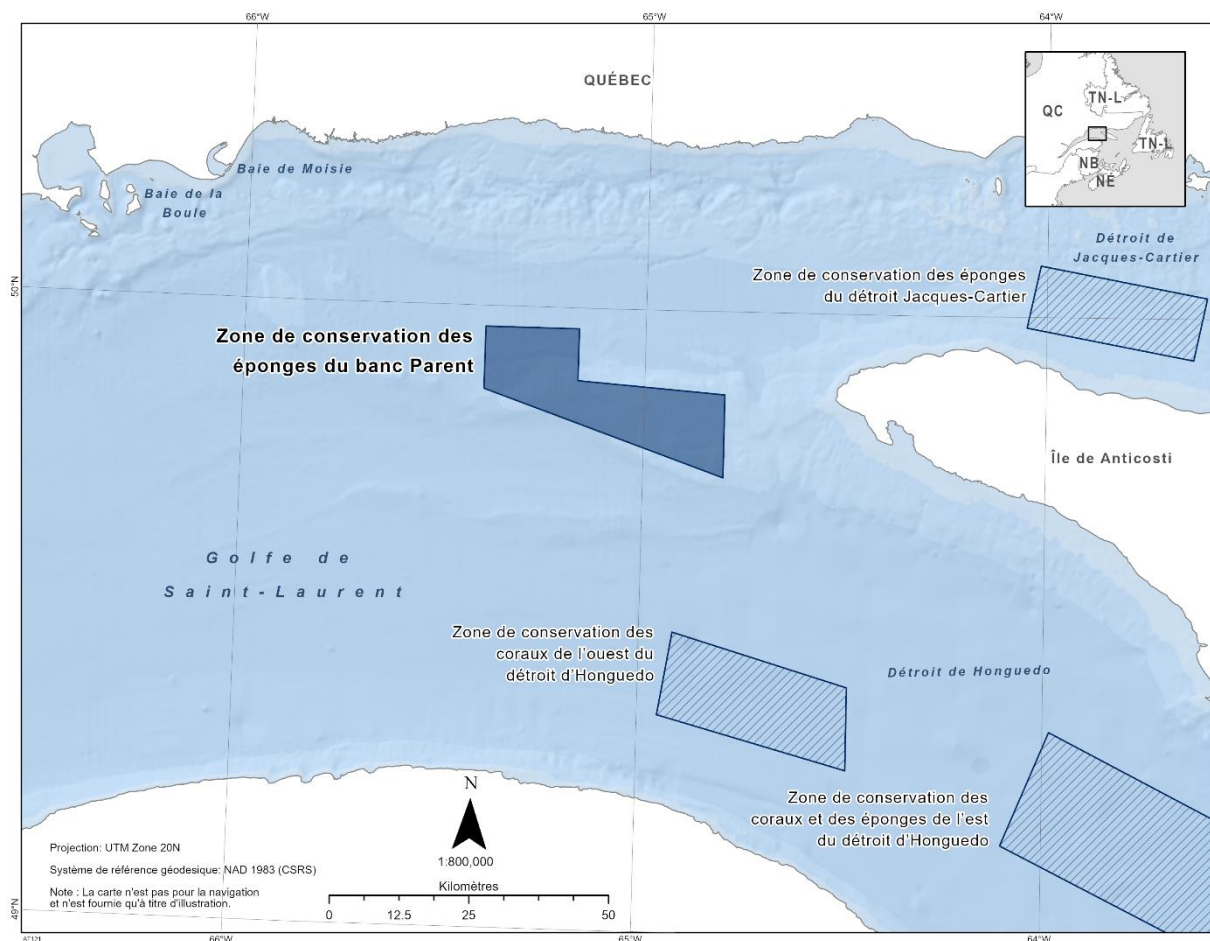 66°W
65°W
64°W
QUÉBEC
QC
TN-L
TN-L
NB
NÉ
Baie de Moisie
Baie de la
Boule
Détroit de
Jacques-Cartier
50°N
Zone de conservation des éponges
du détroit Jacques-Cartier
Zone de conservation des
éponges du banc Parent
Île de Anticosti
Golfe de
Saint-Laurent
Zone de conservation des
coraux de l'ouest du
détroit d'Honguedo
Détroit de Honguedo
Zone de conservation des
coraux et des éponges de l'est
du détroit d'Honguedo
N
1:800,000
Projection: UTM Zone 20N
Système de référence géodesique: NAD 1983 (CSRS)
Note : La carte n'est pas pour la navigation
et n'est fournie qu'à titre d'illustration.
Kilomètres
0 12.5 25 50
49°N
66°W
65°W
64°W
AT121